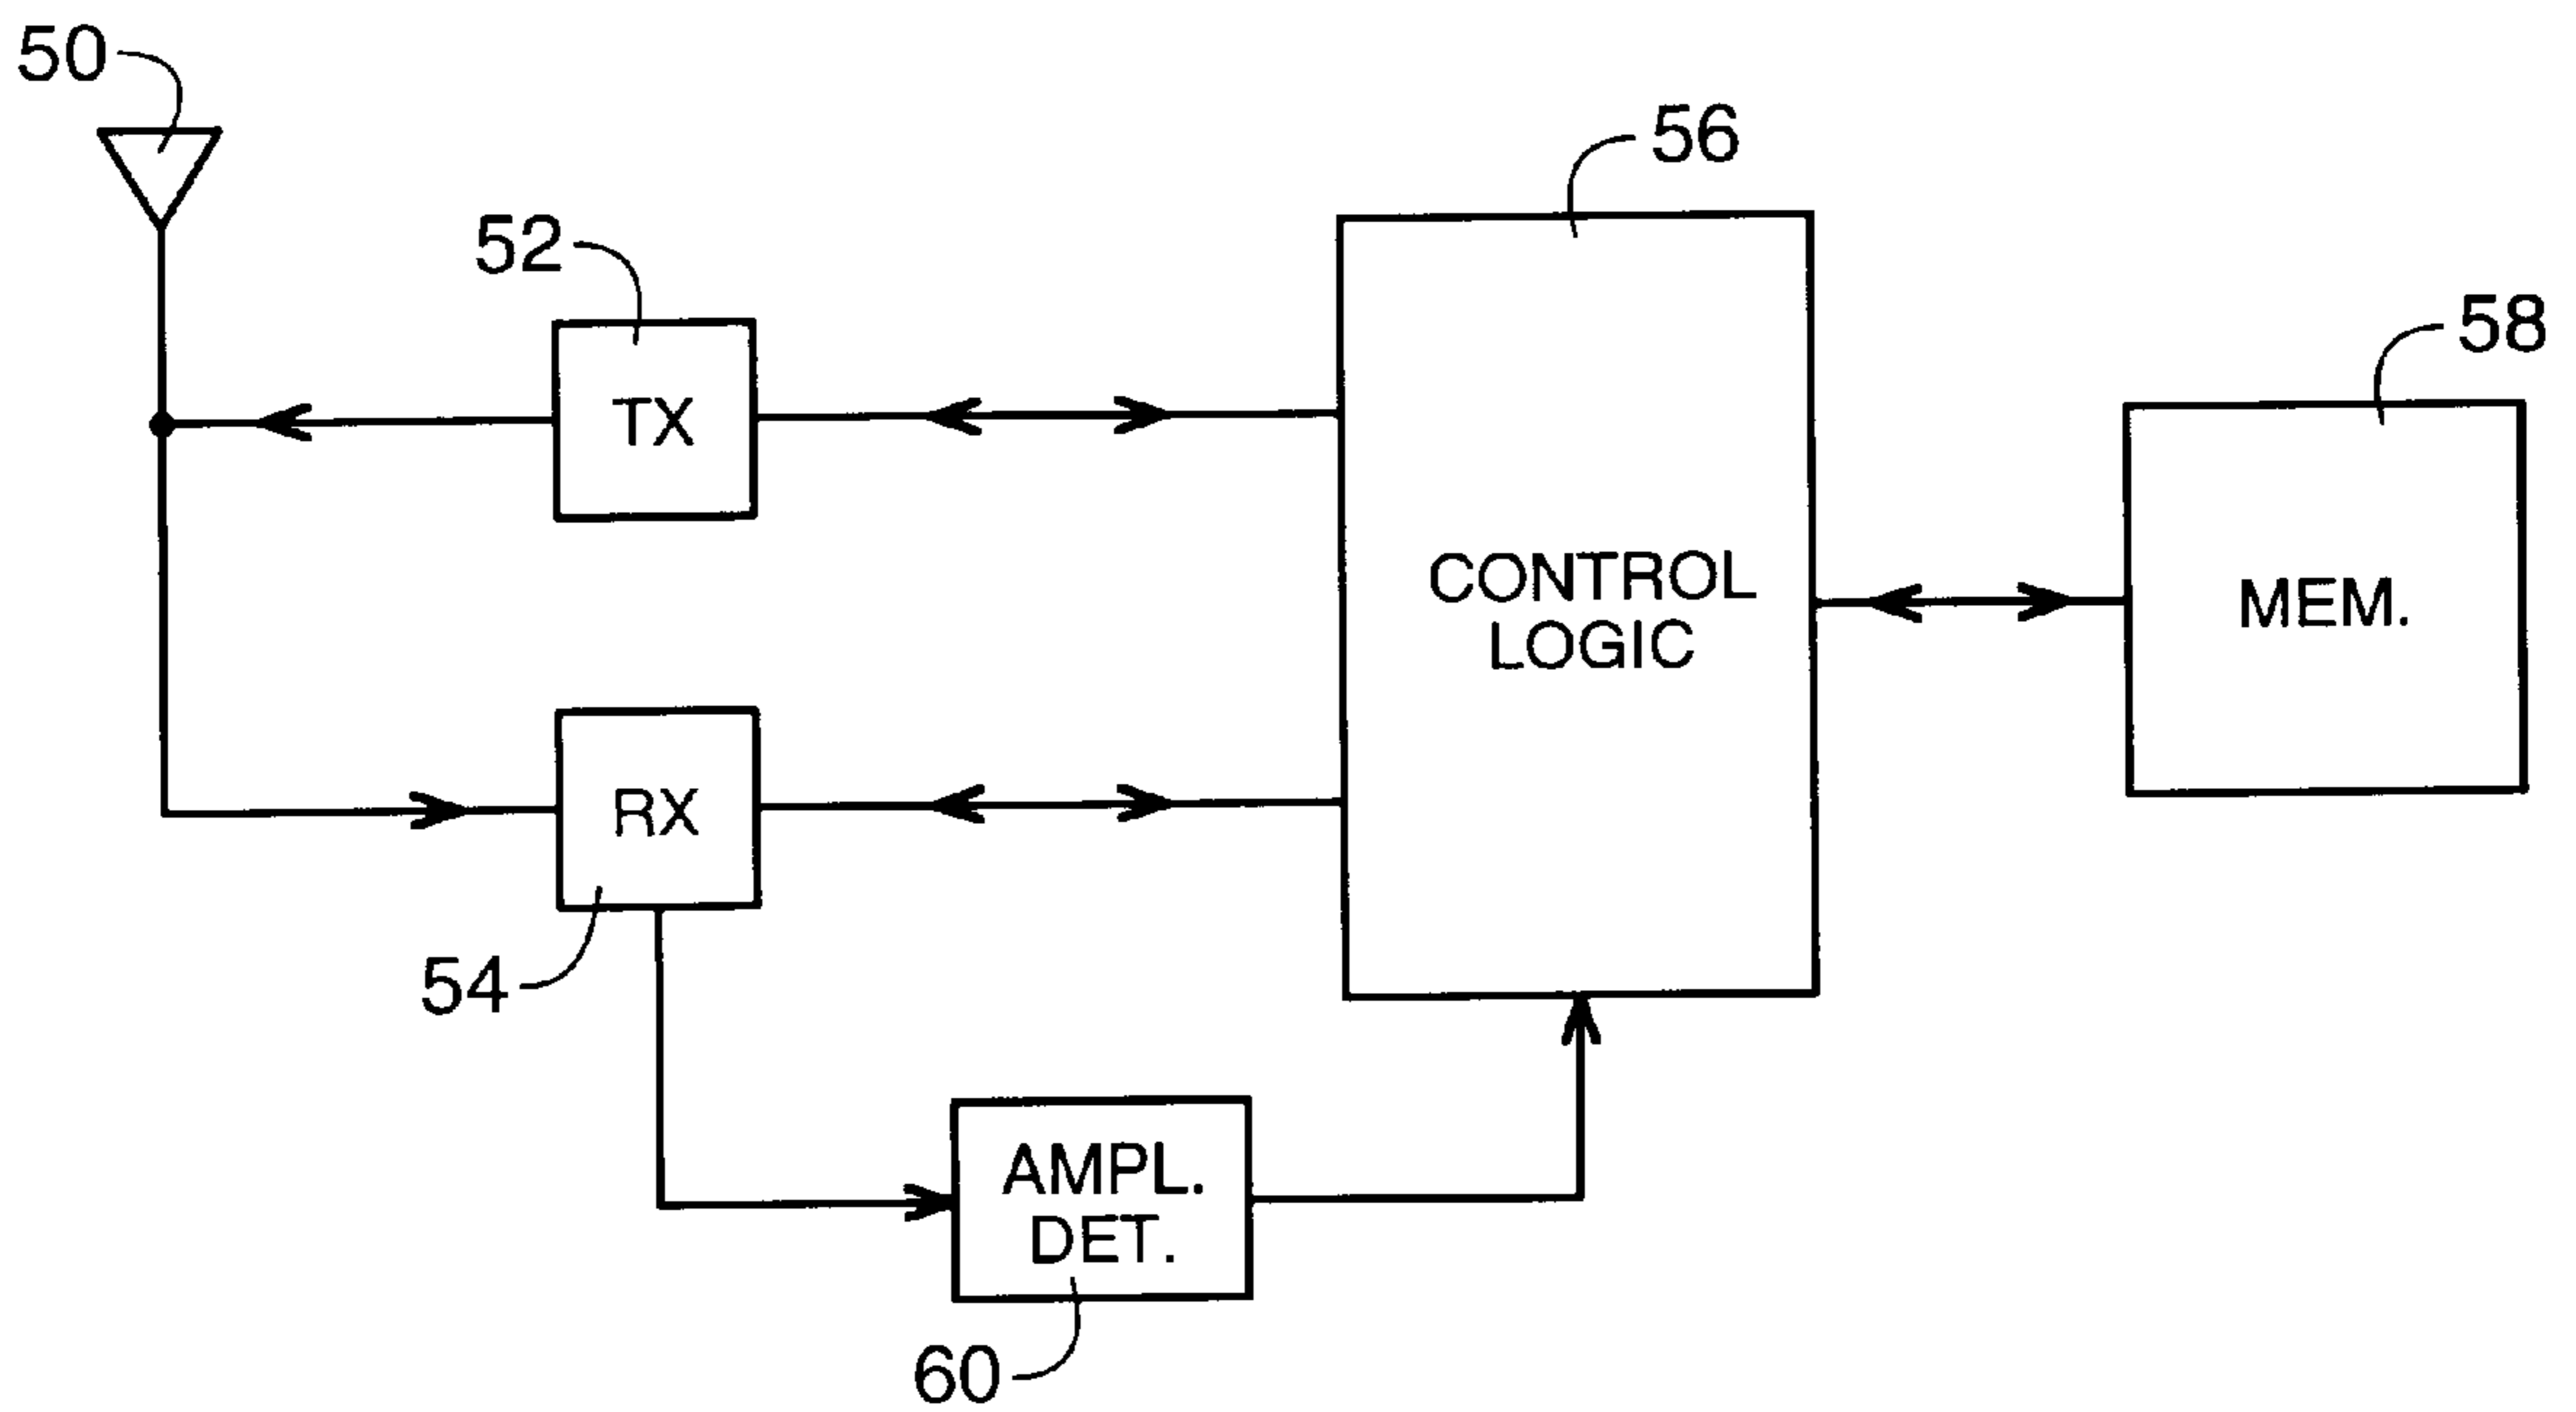 50
56
52
58
TX
CONTROL
LOGIC
MEM.
RX
54
AMPL.
DET.
60